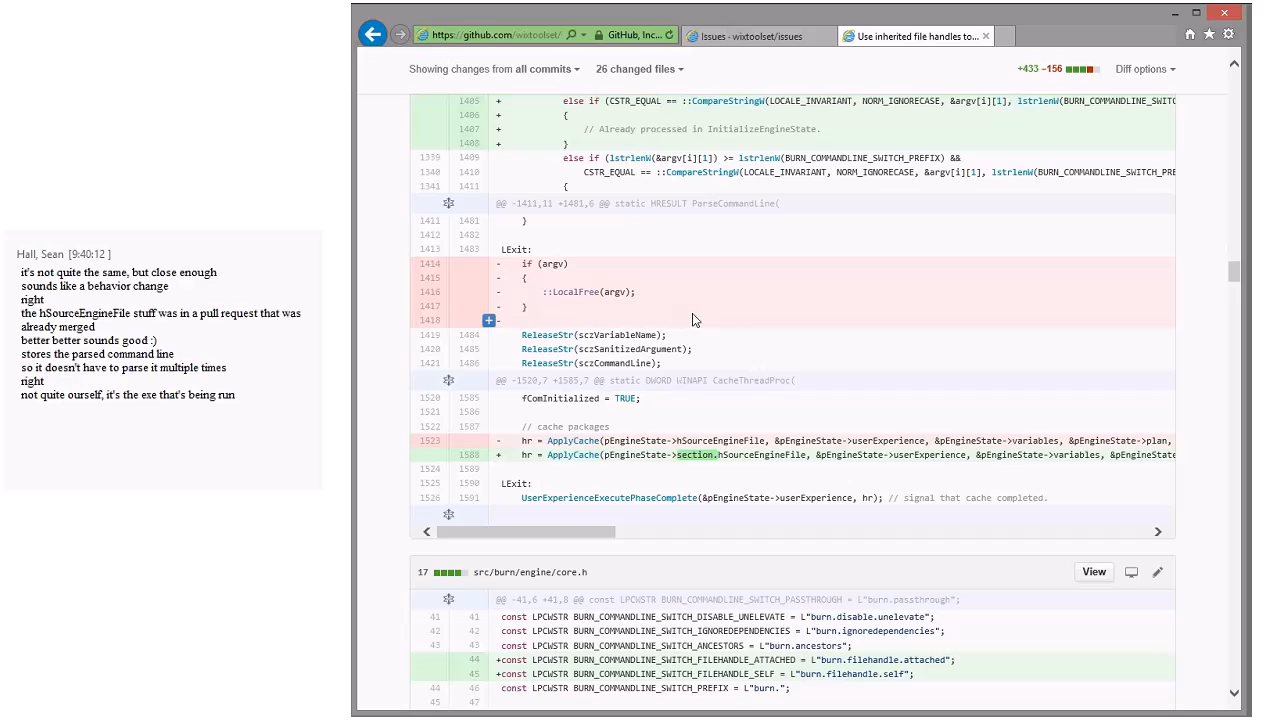 Hall, Sean [9:40:12 ]
it's not quite the same, but close enough
sounds like a behavior change
right
the hSourceEngineFile stuff was in a pull request that was
already merged
better better sounds good :)
stores the parsed command line
so it doesn't have to parse it multiple times
right
not quite ourself, it's the exe that's being run
https://github.com/wixtoolset/ GitHub, Inc...
Issues - wixtoolset/issues
Use inherited file handles to...
Showing changes from all commits 26 changed files +433 −156 Diff options
1405 + else if (CSTR_EQUAL == ::CompareStringW(LOCALE_INVARIANT, NORM_IGNORECASE, &argv[i][1], lstrlenW(BURN_COMMANDLINE_SWITC
1406 + {
1407 + // Already processed in InitializeEngineState.
1408 + }
1339 1409 else if (lstrlenW(&argv[i][1]) >= lstrlenW(BURN_COMMANDLINE_SWITCH_PREFIX) &&
1340 1410 CSTR_EQUAL == ::CompareStringW(LOCALE_INVARIANT, NORM_IGNORECASE, &argv[i][1], lstrlenW(BURN_COMMANDLINE_SWITCH_PRE
1341 1411 {
@@ -1411,11 +1481,6 @@ static HRESULT ParseCommandLine(
1411 1481 }
1412 1482
1413 1483 LExit:
1414 - if (argv)
1415 - {
1416 - ::LocalFree(argv);
1417 - }
1418 + -
1419 1484 ReleaseStr(sczVariableName);
1420 1485 ReleaseStr(sczSanitizedArgument);
1421 1486 ReleaseStr(sczCommandLine);
@@ -1520,7 +1585,7 @@ static DWORD WINAPI CacheThreadProc(
1520 1585 fComInitialized = TRUE;
1521 1586
1522 1587 // cache packages
1523 - hr = ApplyCache(pEngineState->hSourceEngineFile, &pEngineState->userExperience, &pEngineState->variables, &pEngineState->plan,
1588 + hr = ApplyCache(pEngineState->section.hSourceEngineFile, &pEngineState->userExperience, &pEngineState->variables, &pEngineState
1524 1589
1525 1590 LExit:
1526 1591 UserExperienceExecutePhaseComplete(&pEngineState->userExperience, hr); // signal that cache completed.
17 src/burn/engine/core.h View
@@ -41,6 +41,8 @@ const LPCWSTR BURN_COMMANDLINE_SWITCH_PASSTHROUGH = L"burn.passthrough";
41 41 const LPCWSTR BURN_COMMANDLINE_SWITCH_DISABLE_UNELEVATE = L"burn.disable.unelevate";
42 42 const LPCWSTR BURN_COMMANDLINE_SWITCH_IGNOREDEPENDENCIES = L"burn.ignoredependencies";
43 43 const LPCWSTR BURN_COMMANDLINE_SWITCH_ANCESTORS = L"burn.ancestors";
44 +const LPCWSTR BURN_COMMANDLINE_SWITCH_FILEHANDLE_ATTACHED = L"burn.filehandle.attached";
45 +const LPCWSTR BURN_COMMANDLINE_SWITCH_FILEHANDLE_SELF = L"burn.filehandle.self";
44 46 const LPCWSTR BURN_COMMANDLINE_SWITCH_PREFIX = L"burn.";
45 47